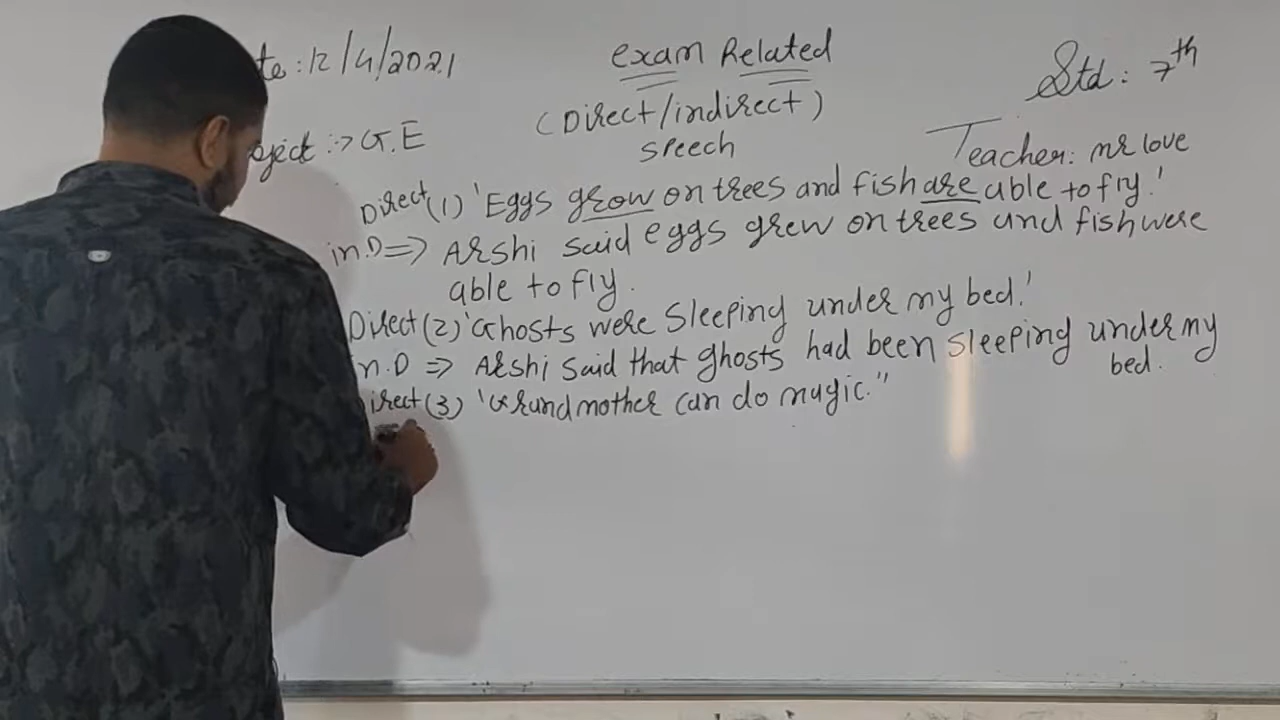 te: 12/4/2021
exam Related
Std: 7th
(Direct/indirect)
speech
oject :-> G.E
Teacher: mr love
Direct (1) 'Eggs grow on trees and fish are able to fly.'
in.D => Arshi said eggs grew on trees and fish were
able to fly.
Direct (2) 'Ghosts were sleeping under my bed.'
n.D => Arshi said that ghosts had been sleeping under my
bed.
irect (3) 'Grandmother can do magic."